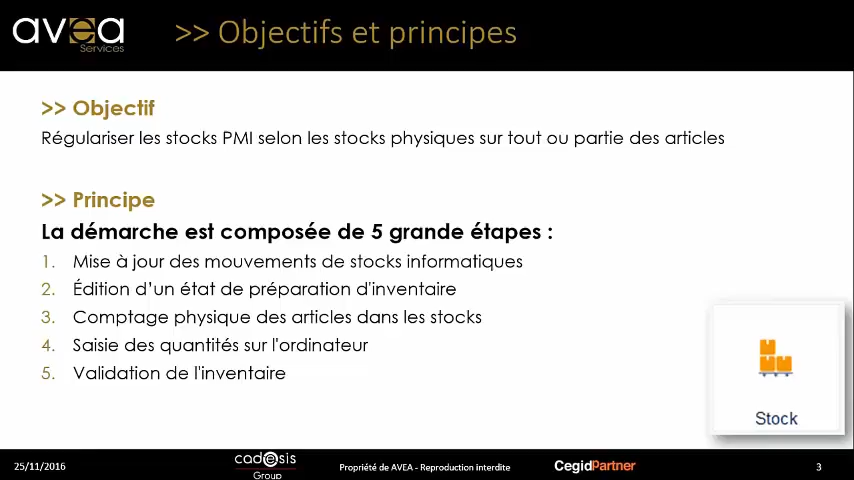 avea
Services
>> Objectifs et principes
>> Objectif
Régulariser les stocks PMI selon les stocks physiques sur tout ou partie des articles
>> Principe
La démarche est composée de 5 grande étapes :
1. Mise à jour des mouvements de stocks informatiques
2. Édition d’un état de préparation d'inventaire
3. Comptage physique des articles dans les stocks
4. Saisie des quantités sur l'ordinateur
5. Validation de l'inventaire
Stock
25/11/2016
cadesis
Group
Propriété de AVEA - Reproduction interdite
CegidPartner
3